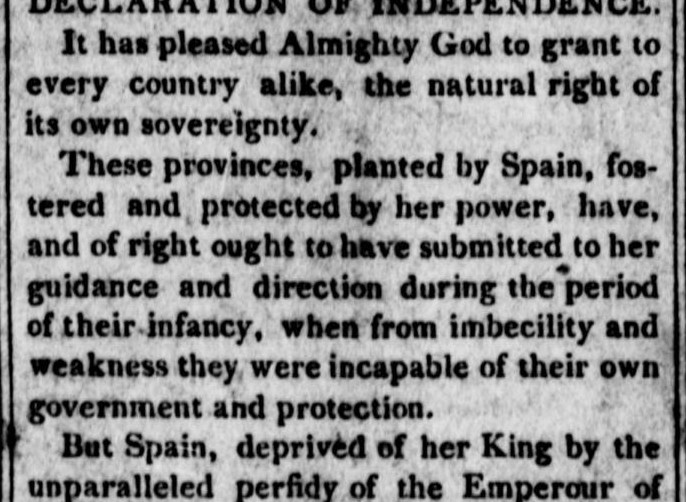 DECLARATION OF INDEPENDENCE.
It has pleased Almighty God to grant to
every country alike, the natural right of
its own sovereignty.
These provinces, planted by Spain, fos-
tered and protected by her power, have,
and of right ought to have submitted to her
guidance and direction during the period
of their infancy, when from imbecility and
weakness they were incapable of their own
government and protection.
But Spain, deprived of her King by the
unparalleled perfidy of the Emperour of